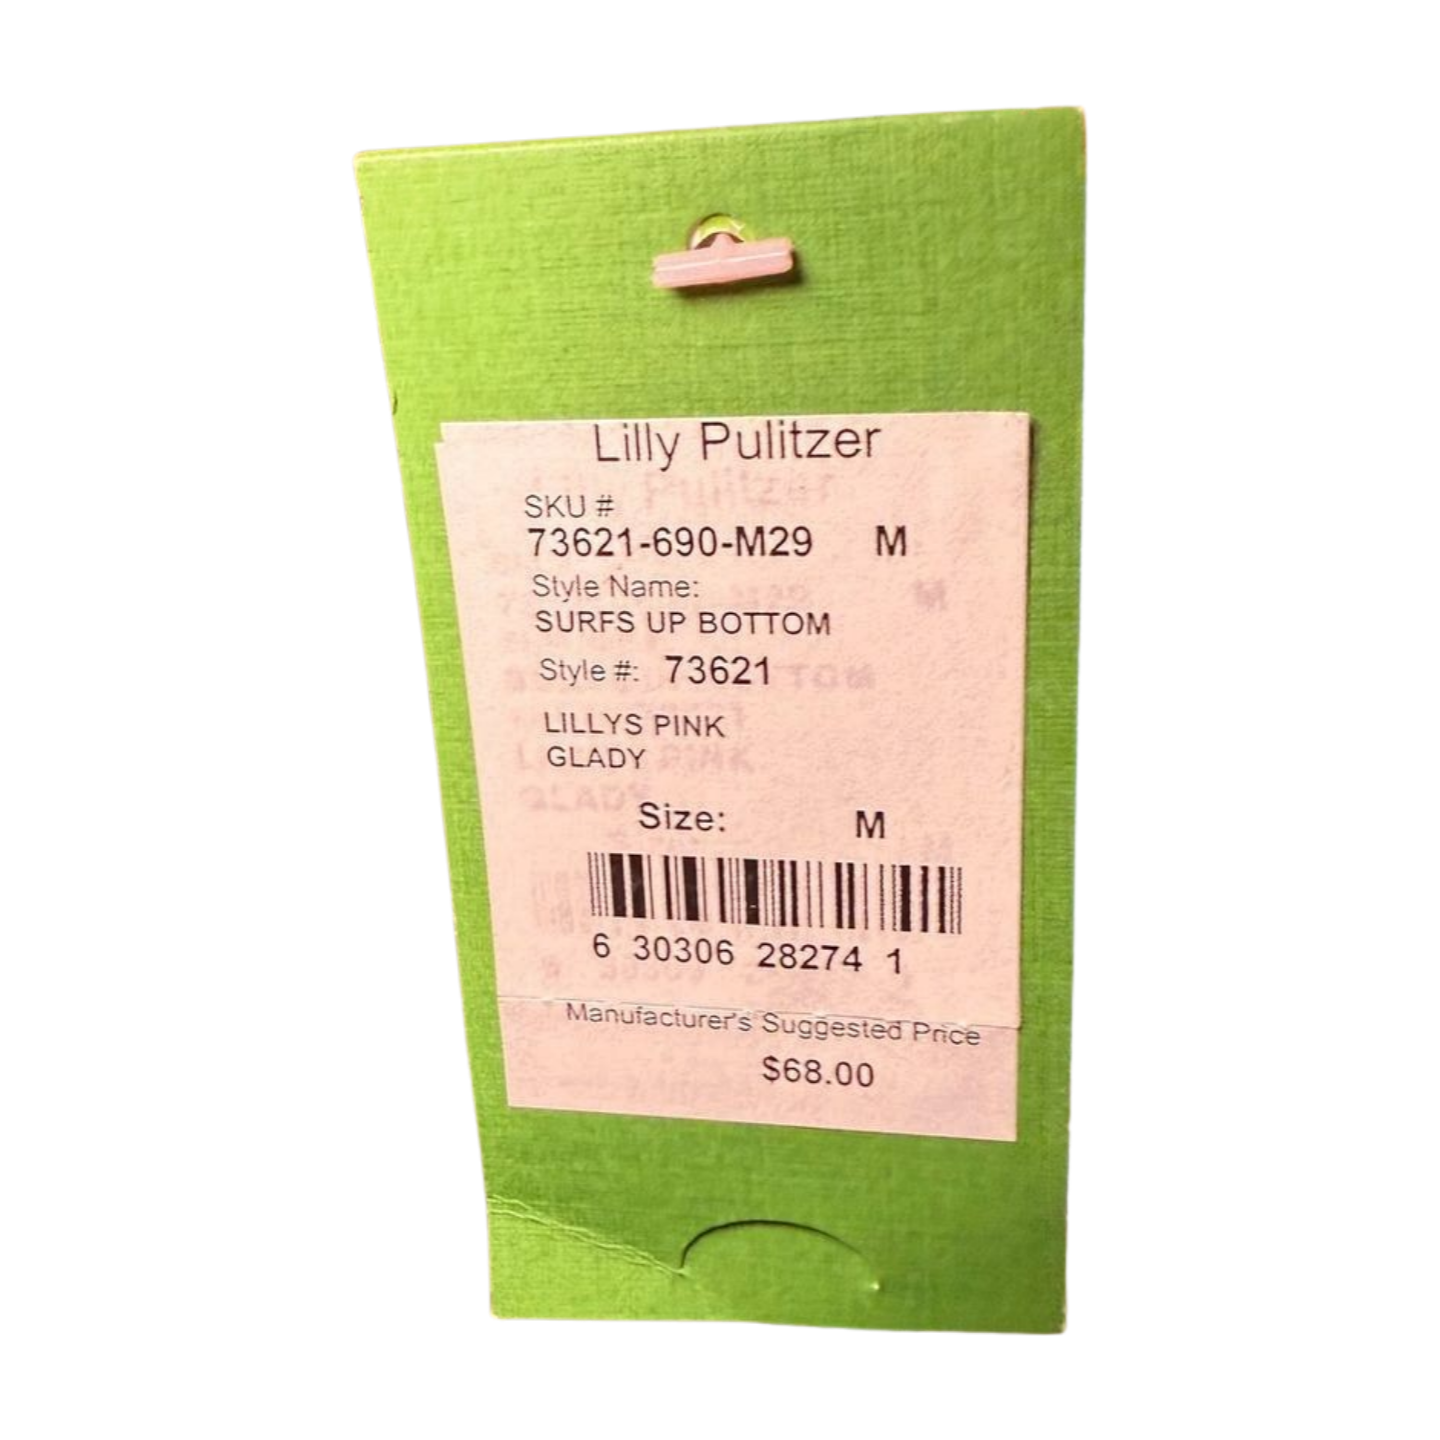 Lilly Pulitzer
SKU #
73621-690-M29 M
Style Name:
SURFS UP BOTTOM
Style #: 73621
LILLYS PINK
GLADY
Size: M
6 30306 28274 1
Manufacturer's Suggested Price
$68.00